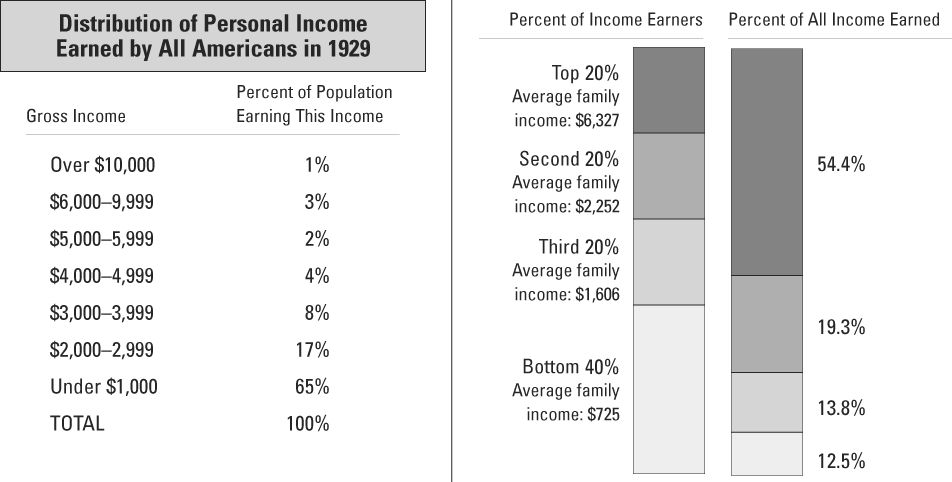 Distribution of Personal Income
Earned by All Americans in 1929
Gross Income
Percent of Population
Earning This Income
Over $10,000 1%
$6,000–9,999 3%
$5,000–5,999 2%
$4,000–4,999 4%
$3,000–3,999 8%
$2,000–2,999 17%
Under $1,000 65%
TOTAL 100%
Percent of Income Earners
Percent of All Income Earned
Top 20%
Average family
income: $6,327
Second 20%
Average family
income: $2,252
Third 20%
Average family
income: $1,606
Bottom 40%
Average family
income: $725
54.4%
19.3%
13.8%
12.5%